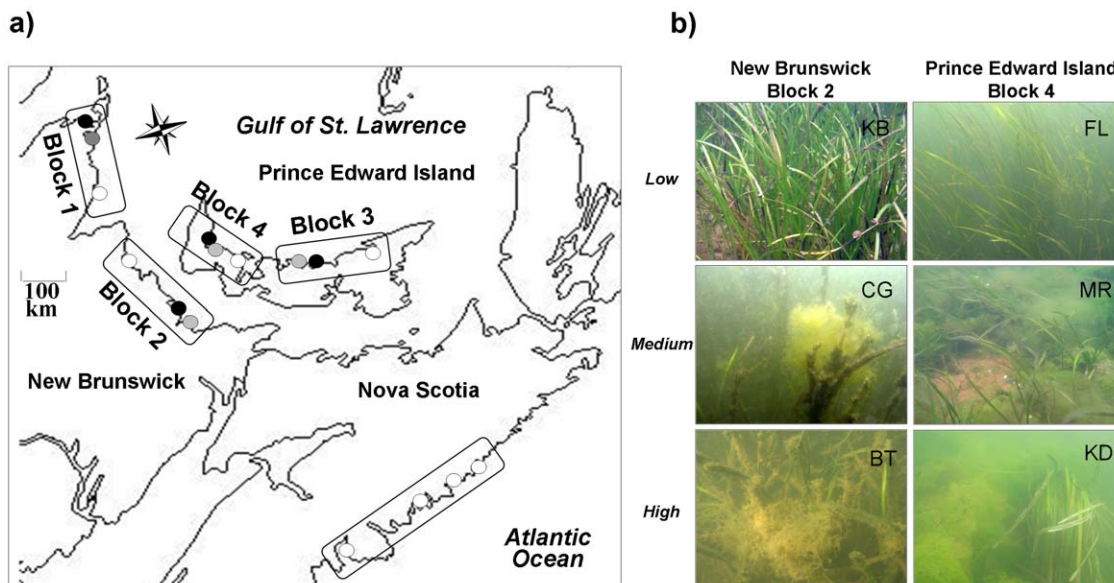 a)
Gulf of St. Lawrence
Prince Edward Island
Block 1
Block 4
Block 3
100
km
Block 2
New Brunswick
Nova Scotia
Atlantic
Ocean
b)
New Brunswick
Block 2
Prince Edward Island
Block 4
Low
KB
FL
Medium
CG
MR
High
BT
KD